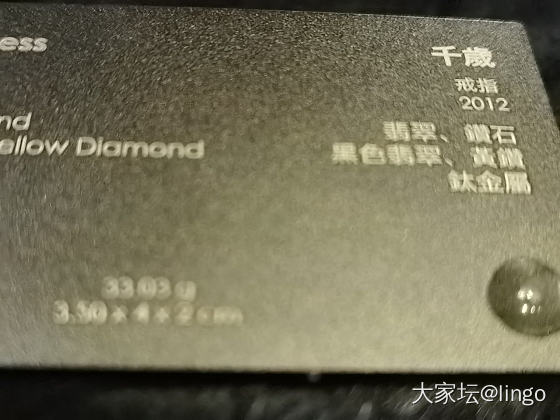 ess
千歲
戒指
2012
nd
ellow Diamond
翡翠、鑽石
黑色翡翠、黃鑽
鈦金屬
33.03 g
3.30 x 4 x 2 cm
大家坛@lingo